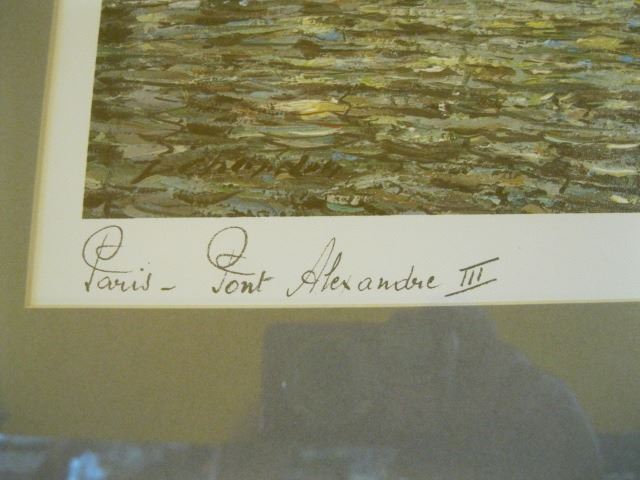 Paris - Pont Alexandre III